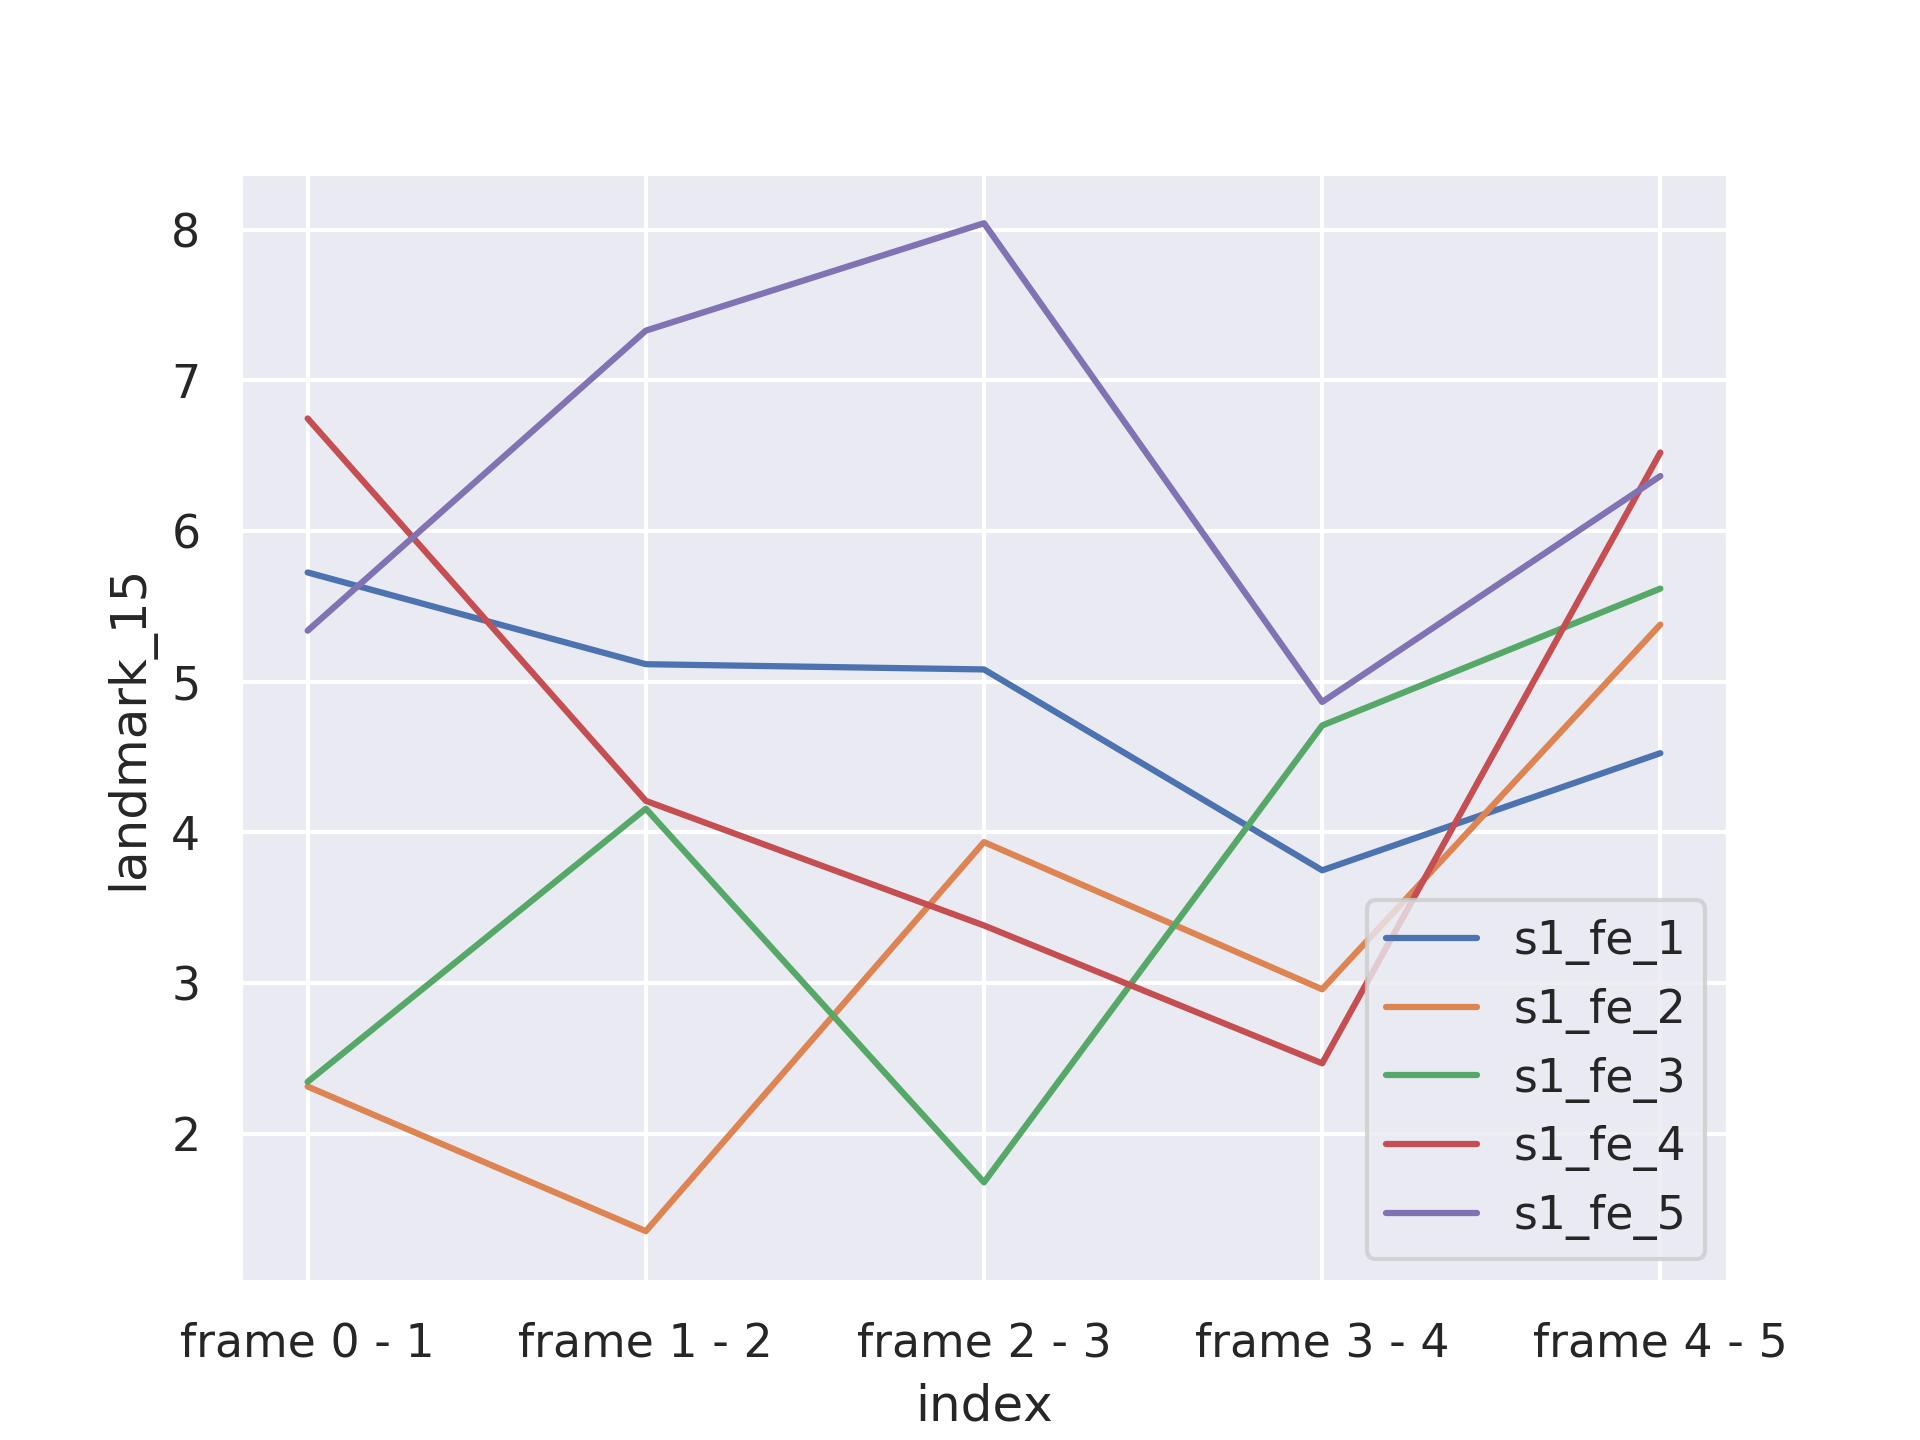 8
7
6
5
4
3
2
landmark_15
s1_fe_1
s1_fe_2
s1_fe_3
s1_fe_4
s1_fe_5
frame 0 - 1
frame 1 - 2
frame 2 - 3
frame 3 - 4
frame 4 - 5
index